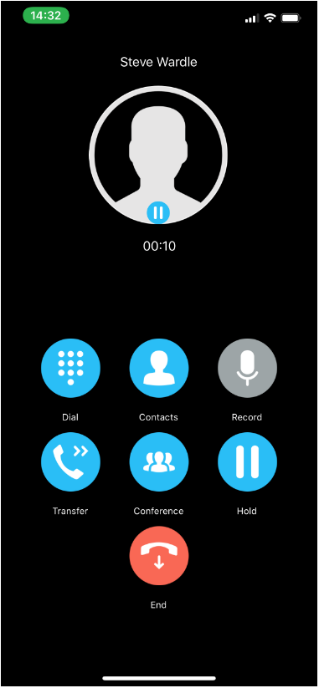 14:32
Steve Wardle
00:10
Dial Contacts Record
Transfer Conference Hold
End